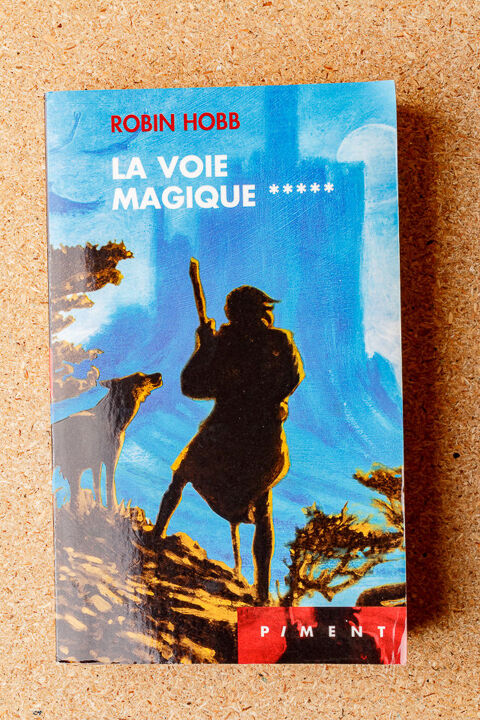 ROBIN HOBB
LA VOIE
MAGIQUE *****
PIMENT